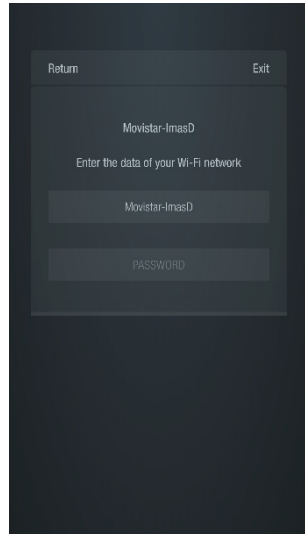 Return Exit
Movistar-ImasD
Enter the data of your Wi-Fi network
Movistar-ImasD
PASSWORD